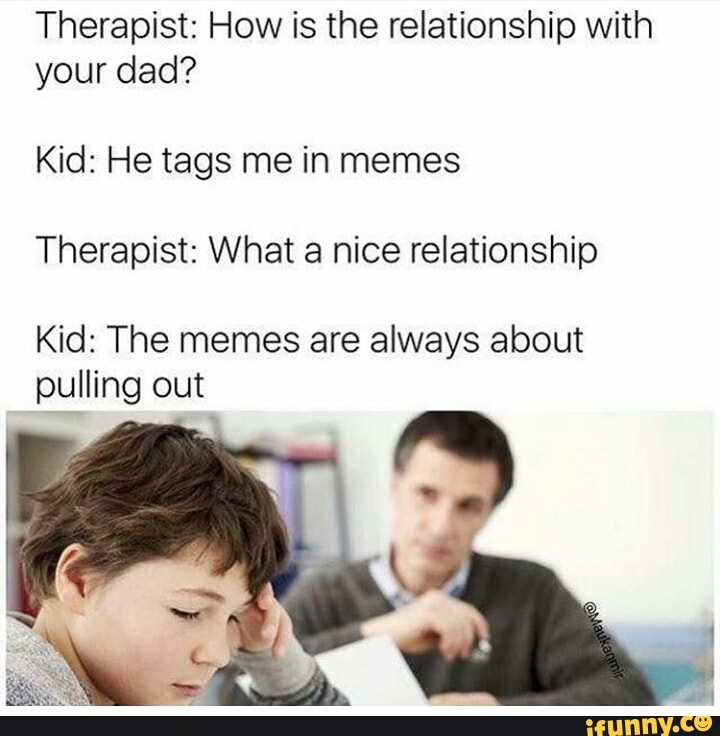 Therapist: How is the relationship with
your dad?
Kid: He tags me in memes
Therapist: What a nice relationship
Kid: The memes are always about
pulling out
@Maukanmir
ifunny.co